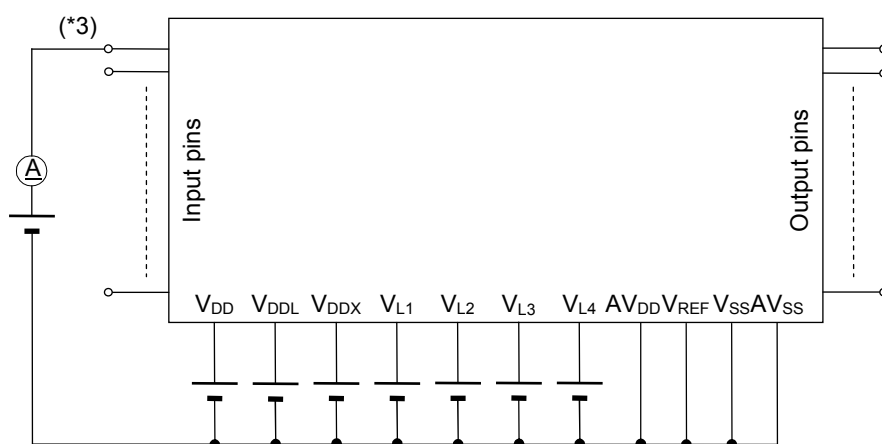 (*3)
A
Input pins
Output pins
VDD VDDL VDDX VL1 VL2 VL3 VL4 AVDD VREF VSS AVSS